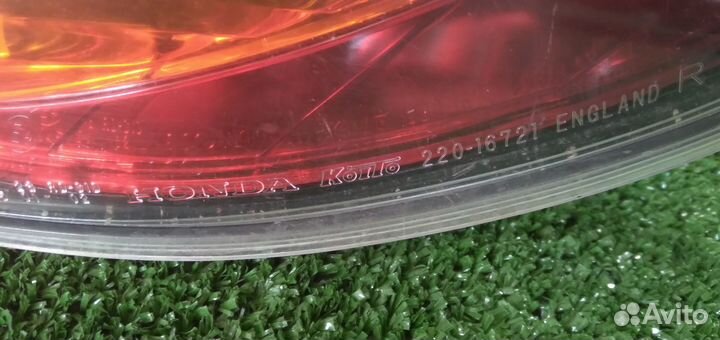 HONDA KOITO 220-16721 ENGLAND R
Avito